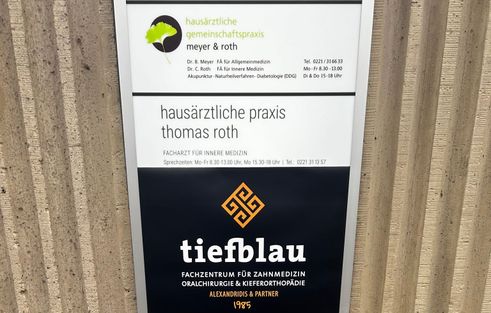 hausärztliche
gemeinschaftspraxis
meyer & roth
Dr. B. Meyer FÄ für Allgemeinmedizin Tel. 0221 / 31 66 33
Dr. C. Roth FÄ für Innere Medizin Mo - Fr 8.30 - 13.00
Akupunktur · Naturheilverfahren · Diabetologie (DDG) Di & Do 15 - 18 Uhr
hausärztliche praxis
thomas roth
FACHARZT FÜR INNERE MEDIZIN
Sprechzeiten: Mo-Fr 8.30-13.00 Uhr, Mo 15.30-18 Uhr | Tel.: 0221 31 13 57
tiefblau
FACHZENTRUM FÜR ZAHNMEDIZIN
ORALCHIRURGIE & KIEFERORTHOPÄDIE
ALEXANDRIDIS & PARTNER
1985